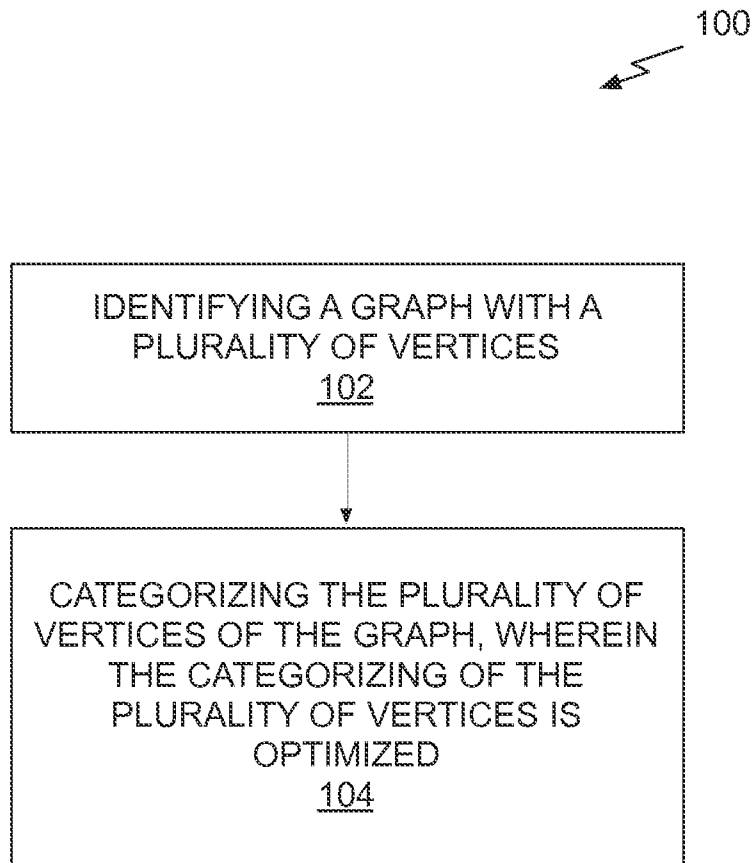 100
IDENTIFYING A GRAPH WITH A
PLURALITY OF VERTICES
102
CATEGORIZING THE PLURALITY OF
VERTICES OF THE GRAPH, WHEREIN
THE CATEGORIZING OF THE
PLURALITY OF VERTICES IS
OPTIMIZED
104